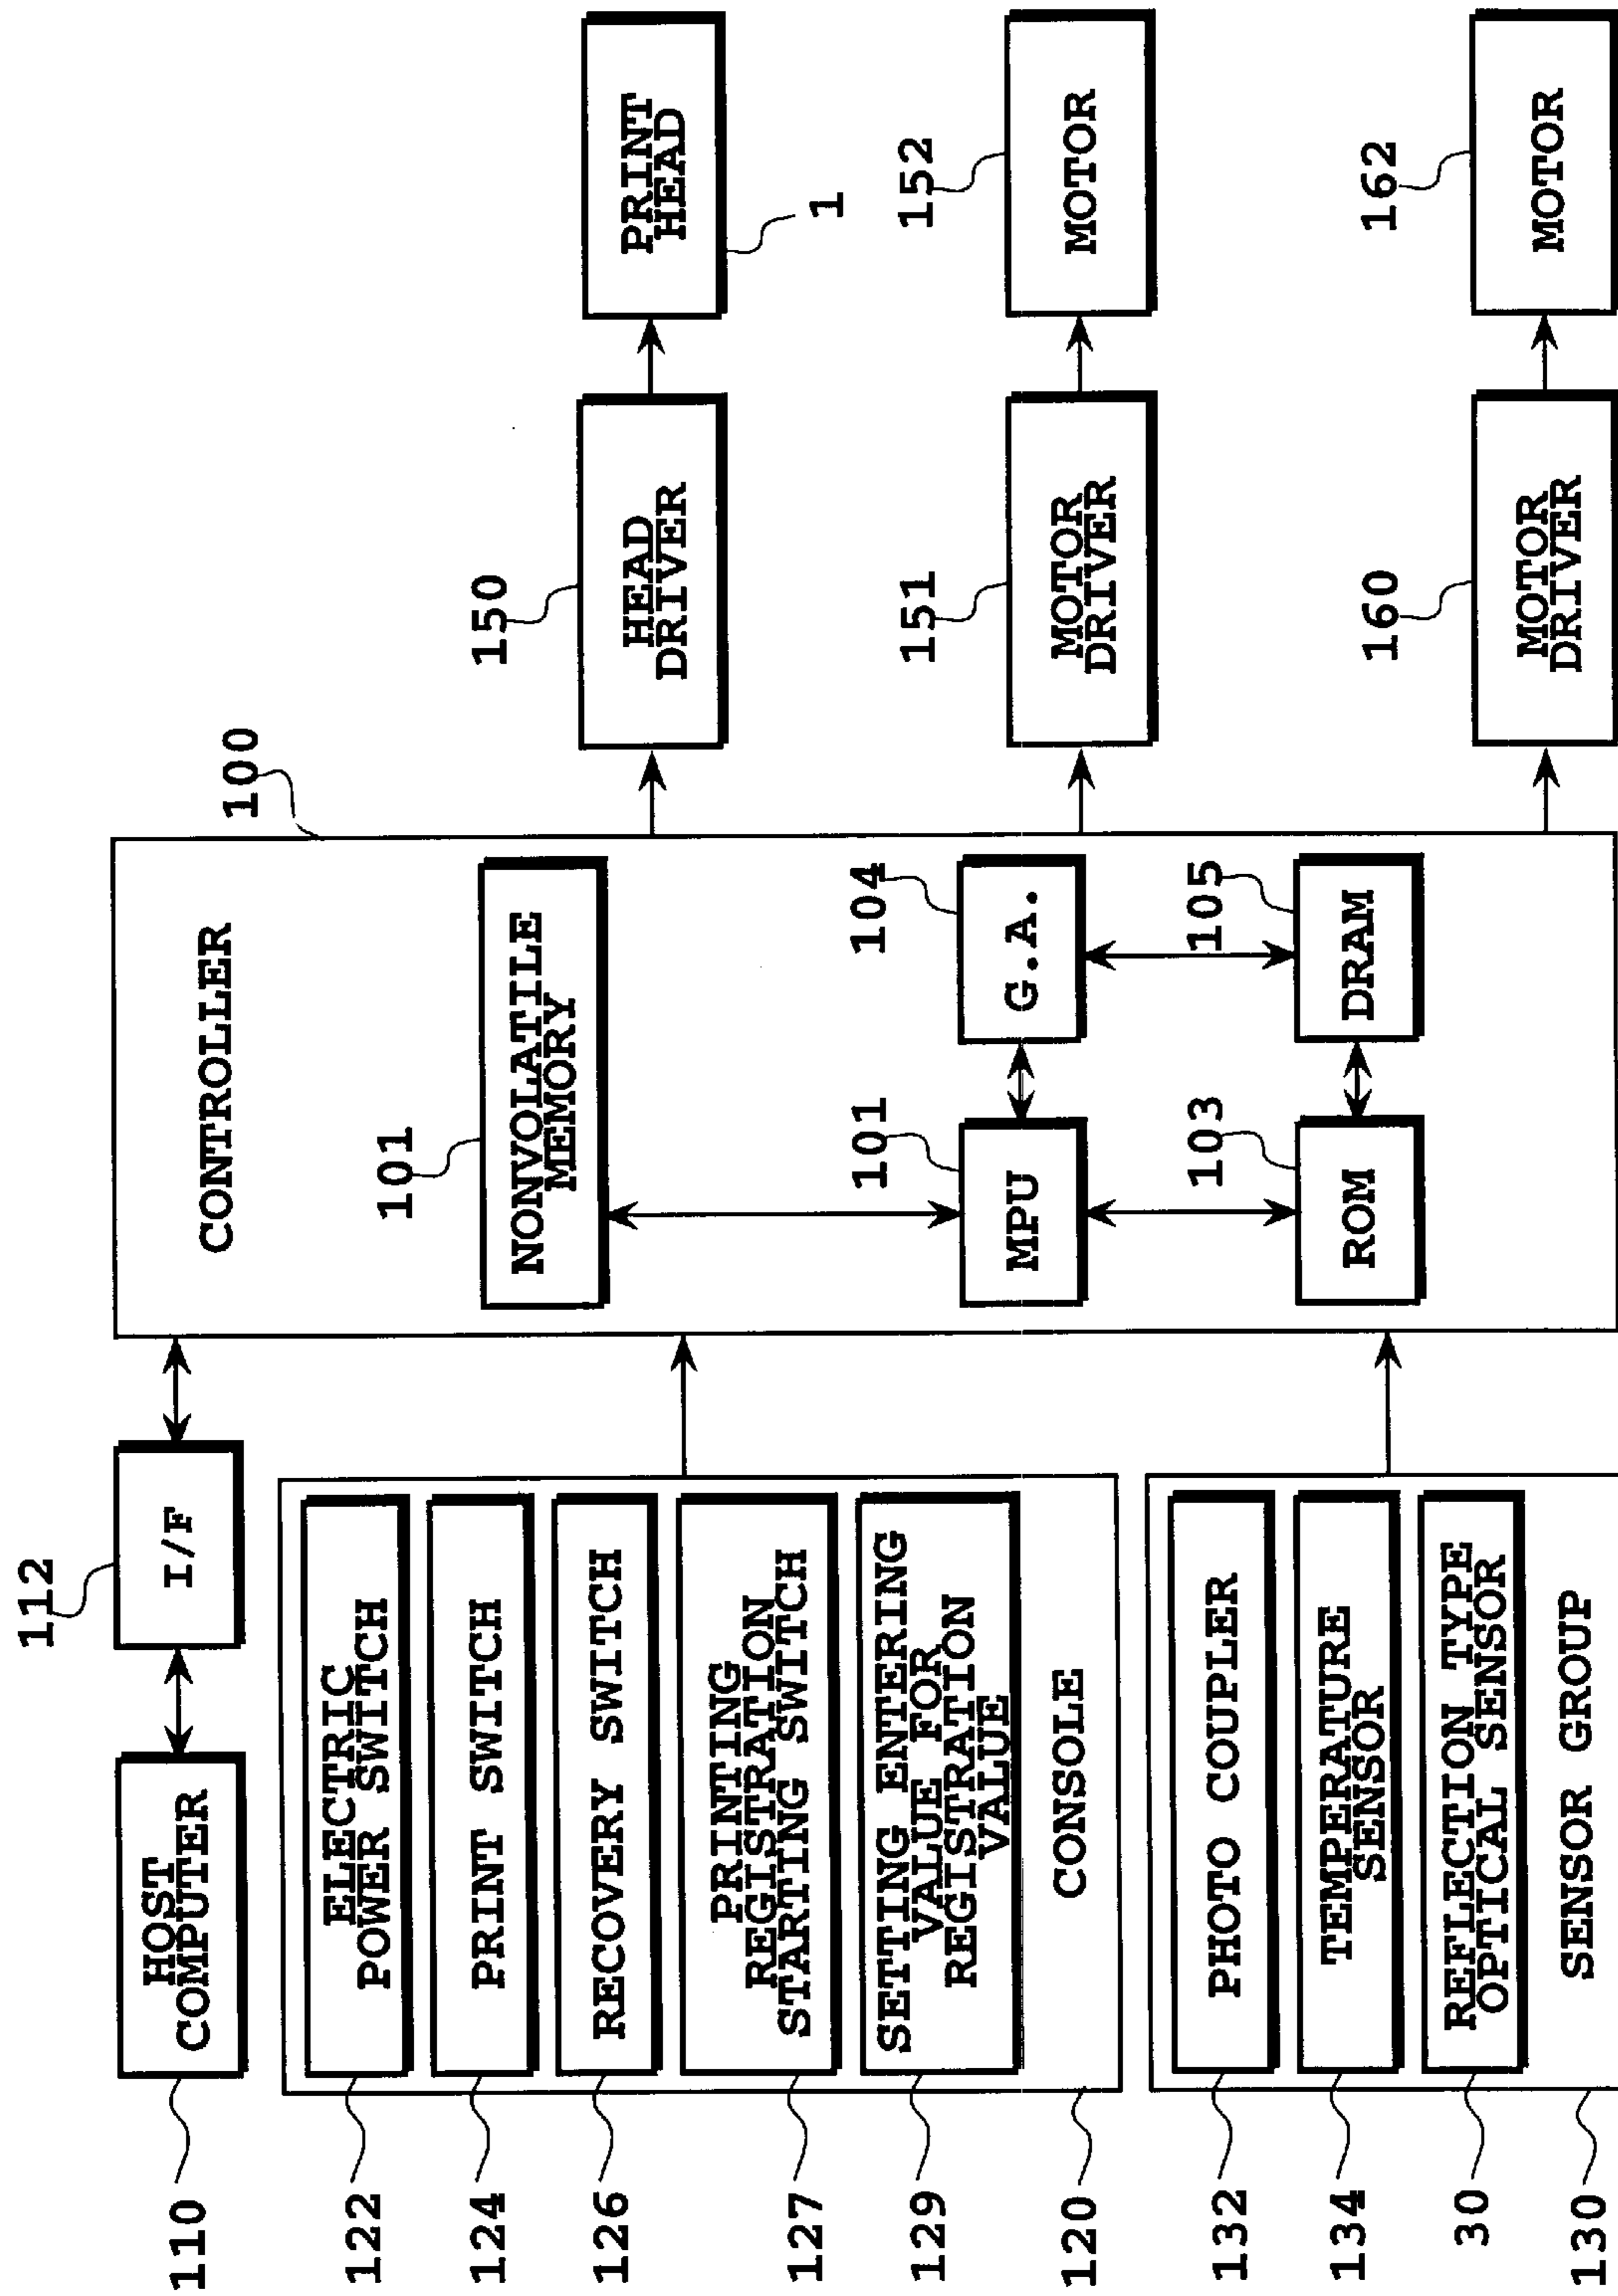 110
HOST
COMPUTER
112
I/F
122
ELECTRIC
POWER SWITCH
124
PRINT SWITCH
126
RECOVERY SWITCH
127
PRINTING
REGISTRATION
STARTING SWITCH
129
SETTING ENTERING
VALUE FOR
REGISTRATION
VALUE
120
CONSOLE
132
PHOTO COUPLER
134
TEMPERATURE
SENSOR
30
REFLECTION TYPE
OPTICAL SENSOR
130
SENSOR GROUP
100
CONTROLLER
101
NONVOLATILE
MEMORY
101
MPU
104
G.A.
103
ROM
105
DRAM
150
HEAD
DRIVER
PRINT
HEAD
1
151
MOTOR
DRIVER
152
MOTOR
160
MOTOR
DRIVER
162
MOTOR